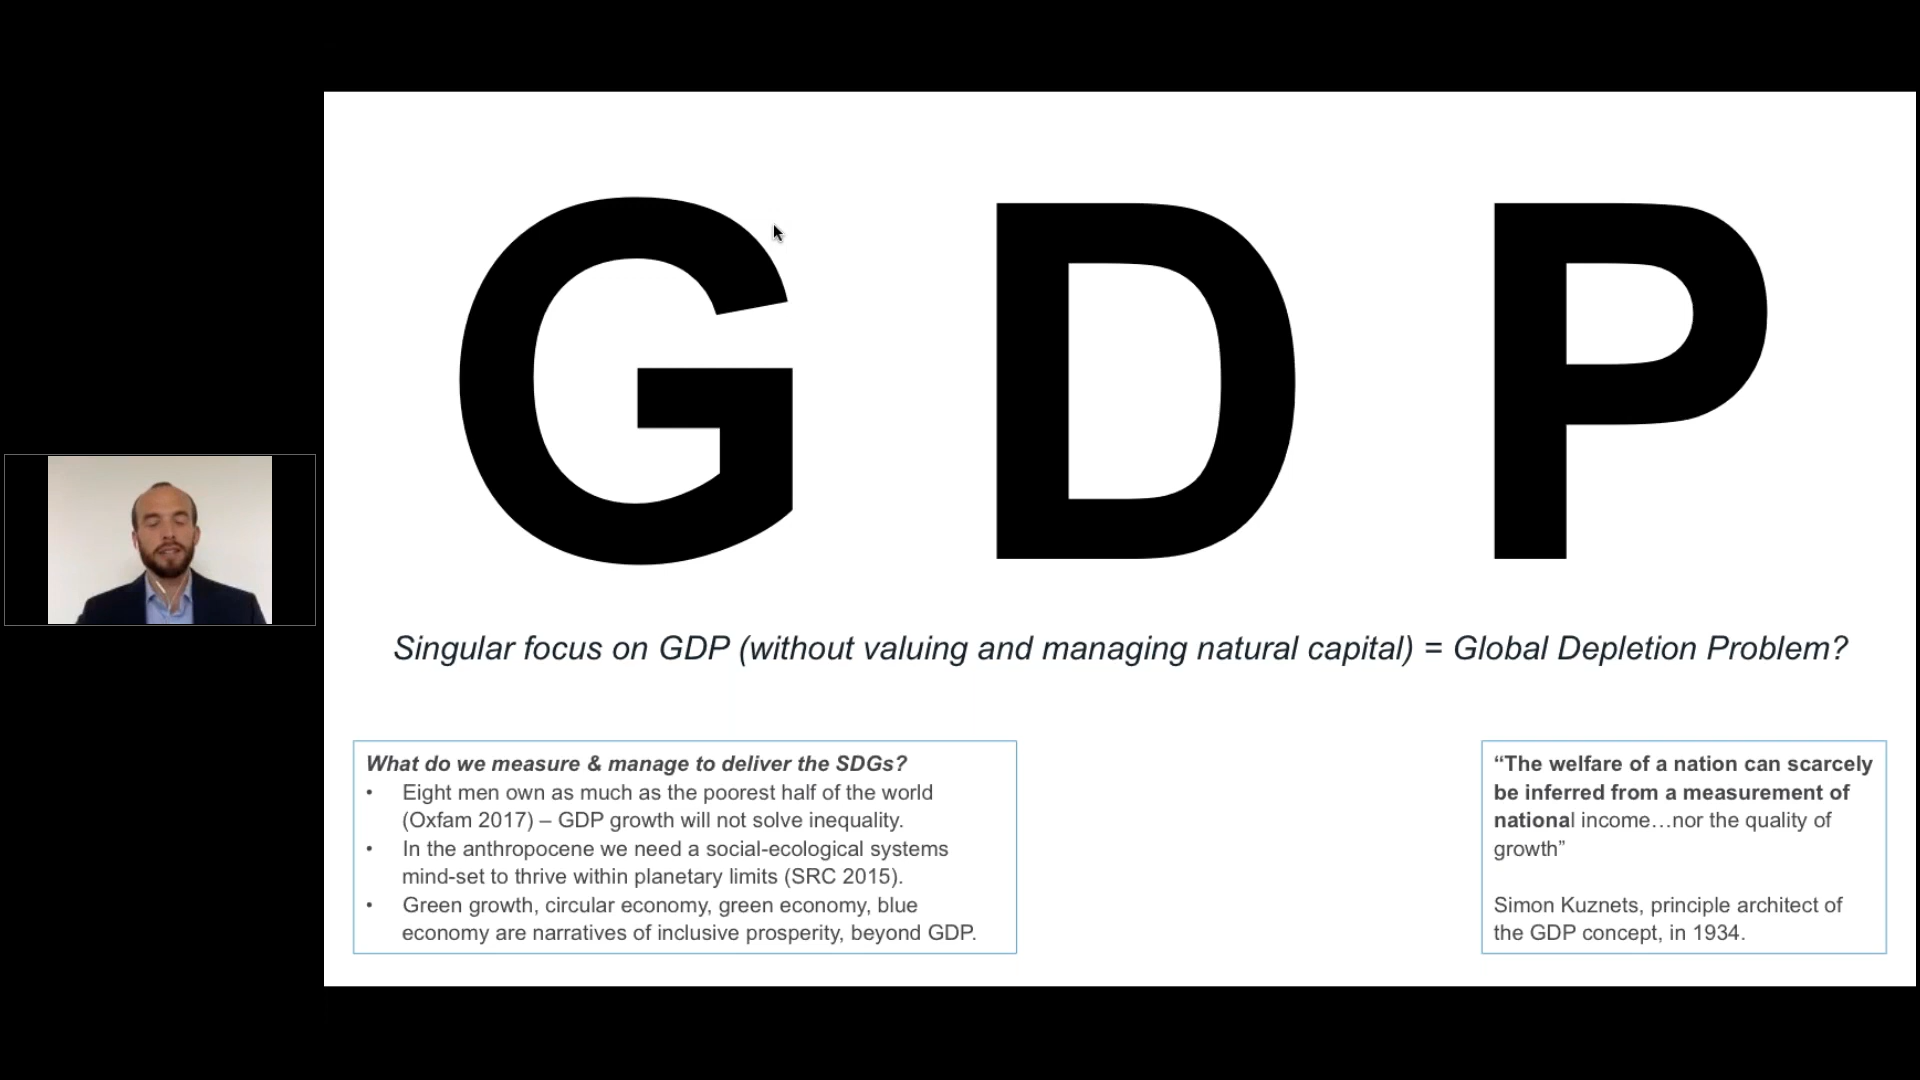 G D P
Singular focus on GDP (without valuing and managing natural capital) = Global Depletion Problem?
What do we measure & manage to deliver the SDGs?
• Eight men own as much as the poorest half of the world
(Oxfam 2017) – GDP growth will not solve inequality.
• In the anthropocene we need a social-ecological systems
mind-set to thrive within planetary limits (SRC 2015).
• Green growth, circular economy, green economy, blue
economy are narratives of inclusive prosperity, beyond GDP.
“The welfare of a nation can scarcely
be inferred from a measurement of
national income…nor the quality of
growth”
Simon Kuznets, principle architect of
the GDP concept, in 1934.